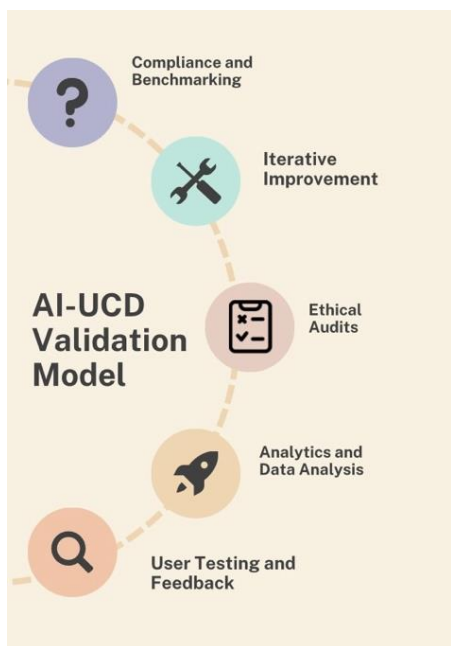 Compliance and
Benchmarking
Iterative
Improvement
AI-UCD
Validation
Model
Ethical
Audits
Analytics and
Data Analysis
User Testing and
Feedback